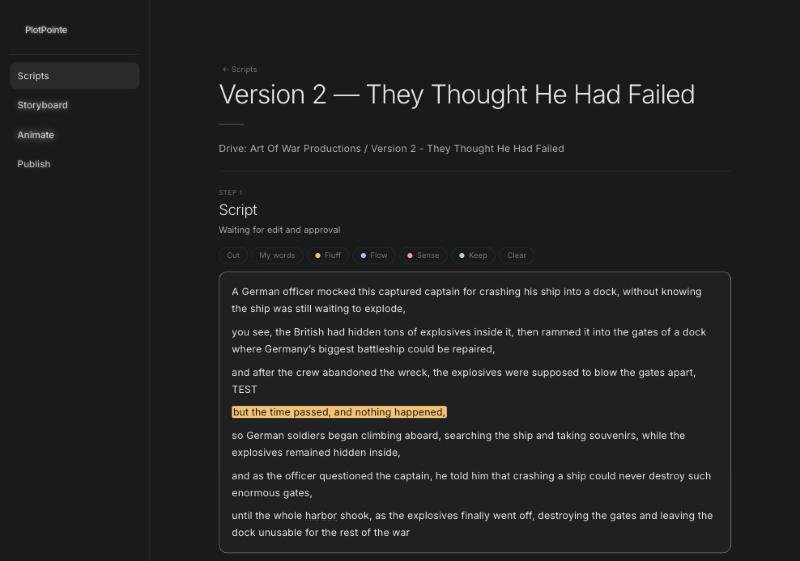 PlotPointe
Scripts
Storyboard
Animate
Publish
← Scripts
Version 2 — They Thought He Had Failed
Drive: Art Of War Productions / Version 2 - They Thought He Had Failed
STEP 1
Script
Waiting for edit and approval
Cut My words Fluff Flow Sense Keep Clear
A German officer mocked this captured captain for crashing his ship into a dock, without knowing
the ship was still waiting to explode,
you see, the British had hidden tons of explosives inside it, then rammed it into the gates of a dock
where Germany's biggest battleship could be repaired,
and after the crew abandoned the wreck, the explosives were supposed to blow the gates apart,
TEST
but the time passed, and nothing happened,
so German soldiers began climbing aboard, searching the ship and taking souvenirs, while the
explosives remained hidden inside,
and as the officer questioned the captain, he told him that crashing a ship could never destroy such
enormous gates,
until the whole harbor shook, as the explosives finally went off, destroying the gates and leaving the
dock unusable for the rest of the war